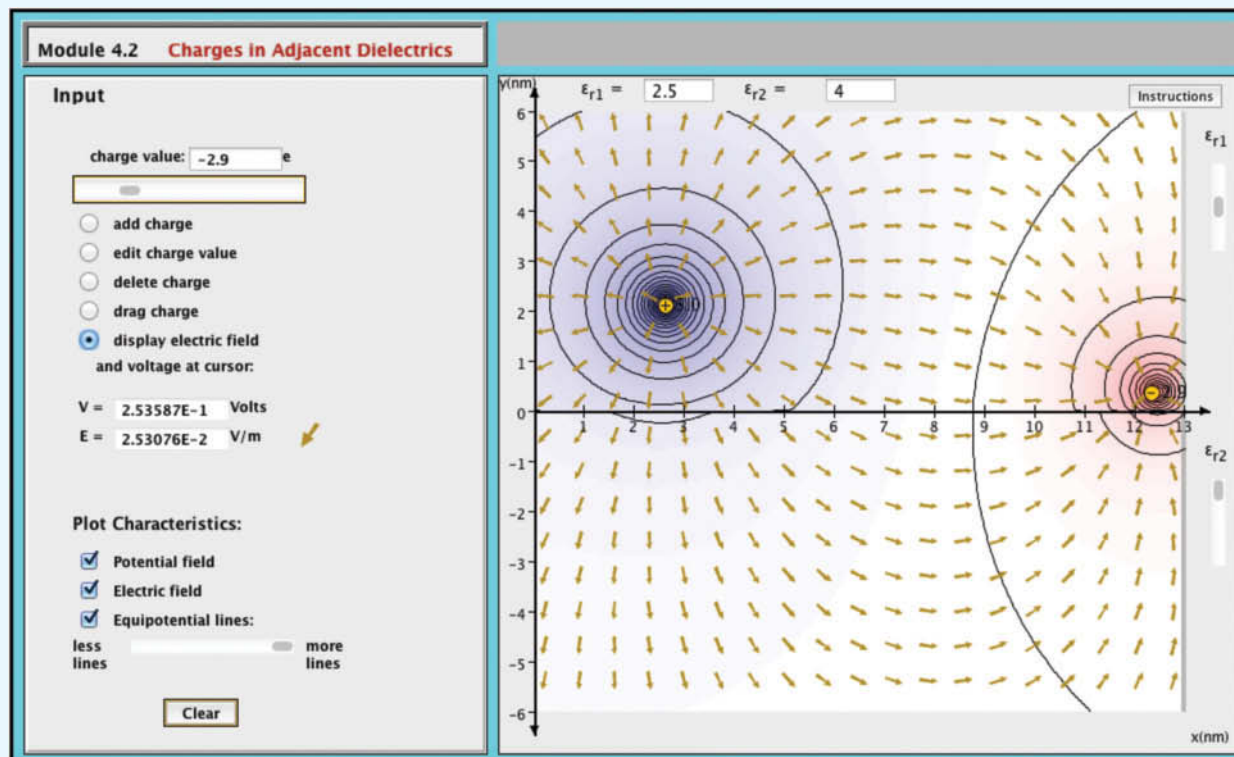 Module 4.2 Charges in Adjacent Dielectrics
Input
charge value: -2.9 e
add charge
edit charge value
delete charge
drag charge
display electric field
and voltage at cursor:
V = 2.53587E-1 Volts
E = 2.53076E-2 V/m
Plot Characteristics:
Potential field
Electric field
Equipotential lines:
less lines
more lines
Clear
y(nm)
εr1 = 2.5 εr2 = 4
Instructions
εr1
6
5
4
3
2
1
0
-1
-2
-3
-4
-5
-6
1 2 3 4 5 6 7 8 9 10 11 12 13
+
- -2.9
εr2
x(nm)